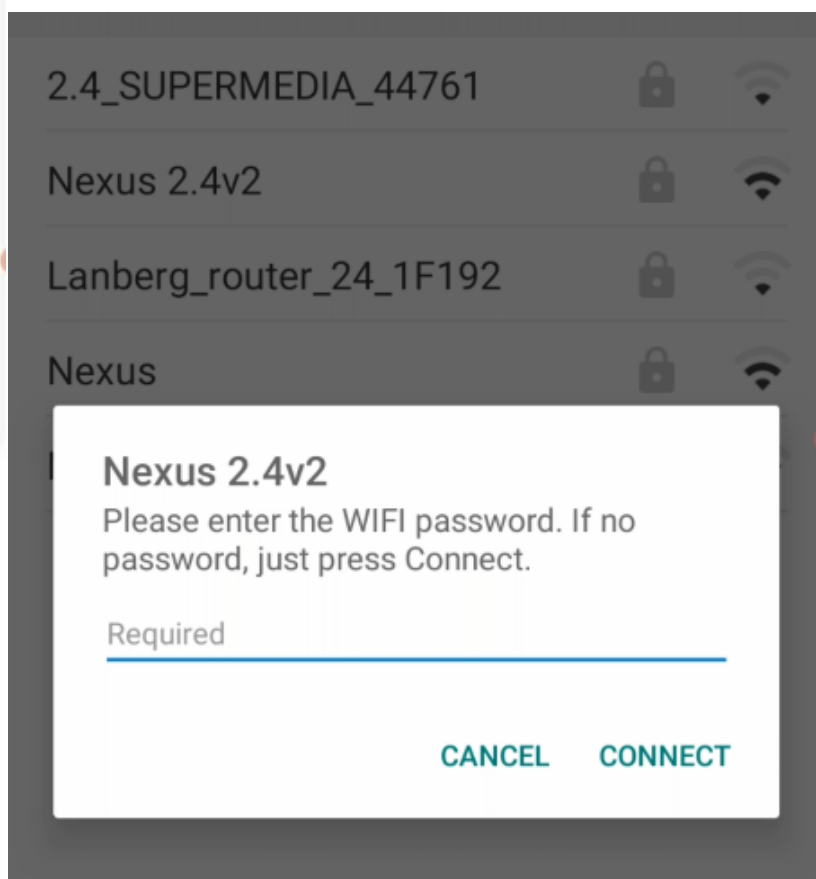 2.4_SUPERMEDIA_44761
Nexus 2.4v2
Lanberg_router_24_1F192
Nexus
Nexus 2.4v2
Please enter the WIFI password. If no
password, just press Connect.
Required
CANCEL CONNECT